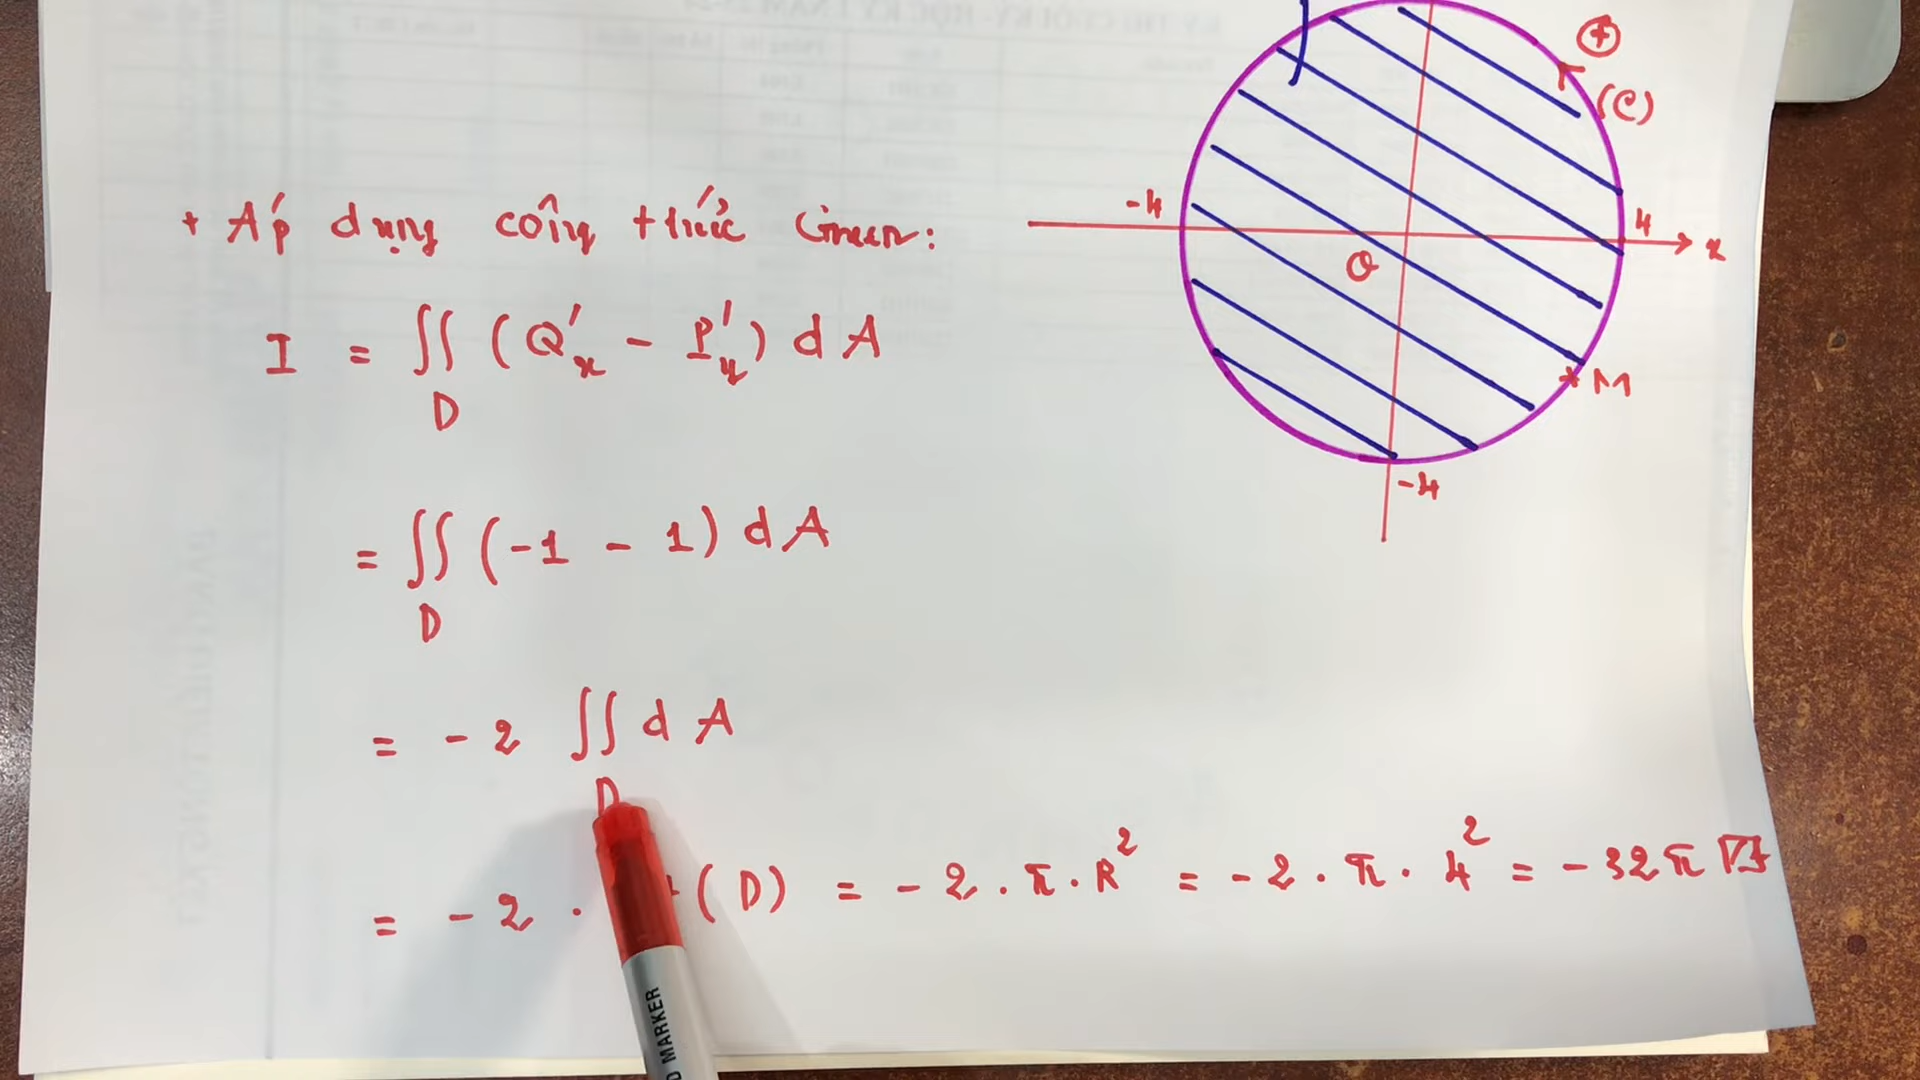 ⊕
(C)
-4
4
x
O
* M
-4
+ Áp dụng công thức Green:
I = ∬ (Q'x - P'y) dA
D
= ∬ (-1 - 1) dA
D
= - 2 ∬ dA
D
= - 2 . (D) = - 2 . π . R² = - 2 . π . 4² = - 32π
MARKER